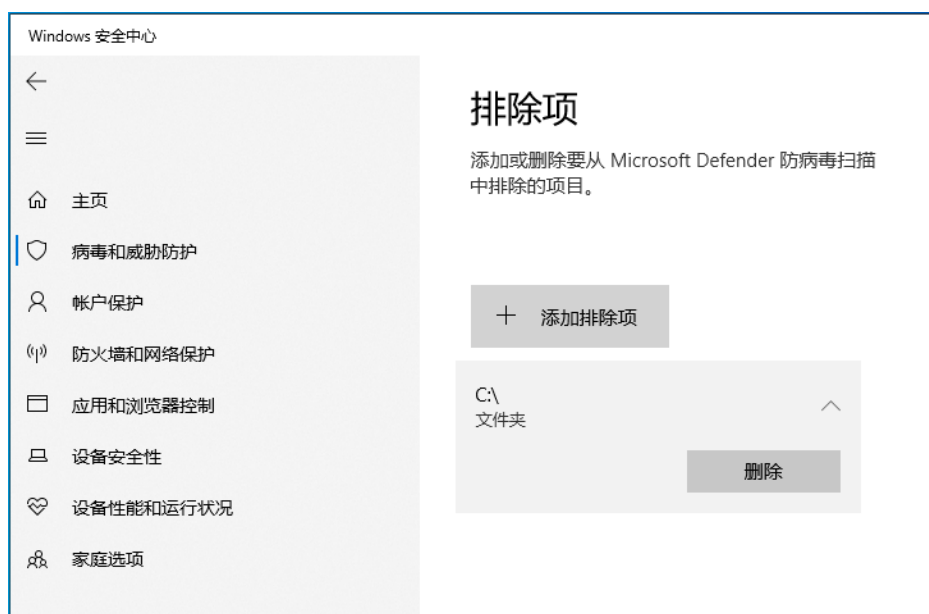 Windows 安全中心
主页
病毒和威胁防护
帐户保护
防火墙和网络保护
应用和浏览器控制
设备安全性
设备性能和运行状况
家庭选项
排除项
添加或删除要从 Microsoft Defender 防病毒扫描
中排除的项目。
添加排除项
C:\
文件夹
删除